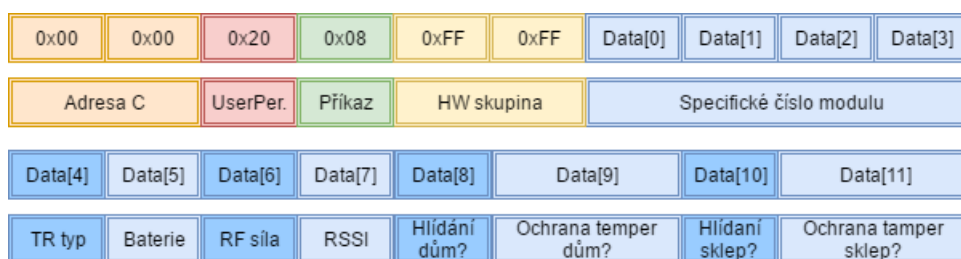 0x00 0x00 0x20 0x08 0xFF 0xFF Data[0] Data[1] Data[2] Data[3]
Adresa C UserPer. Příkaz HW skupina Specifické číslo modulu
Data[4] Data[5] Data[6] Data[7] Data[8] Data[9] Data[10] Data[11]
TR typ Baterie RF síla RSSI Hlídání dům? Ochrana temper dům? Hlídaní sklep? Ochrana tamper sklep?